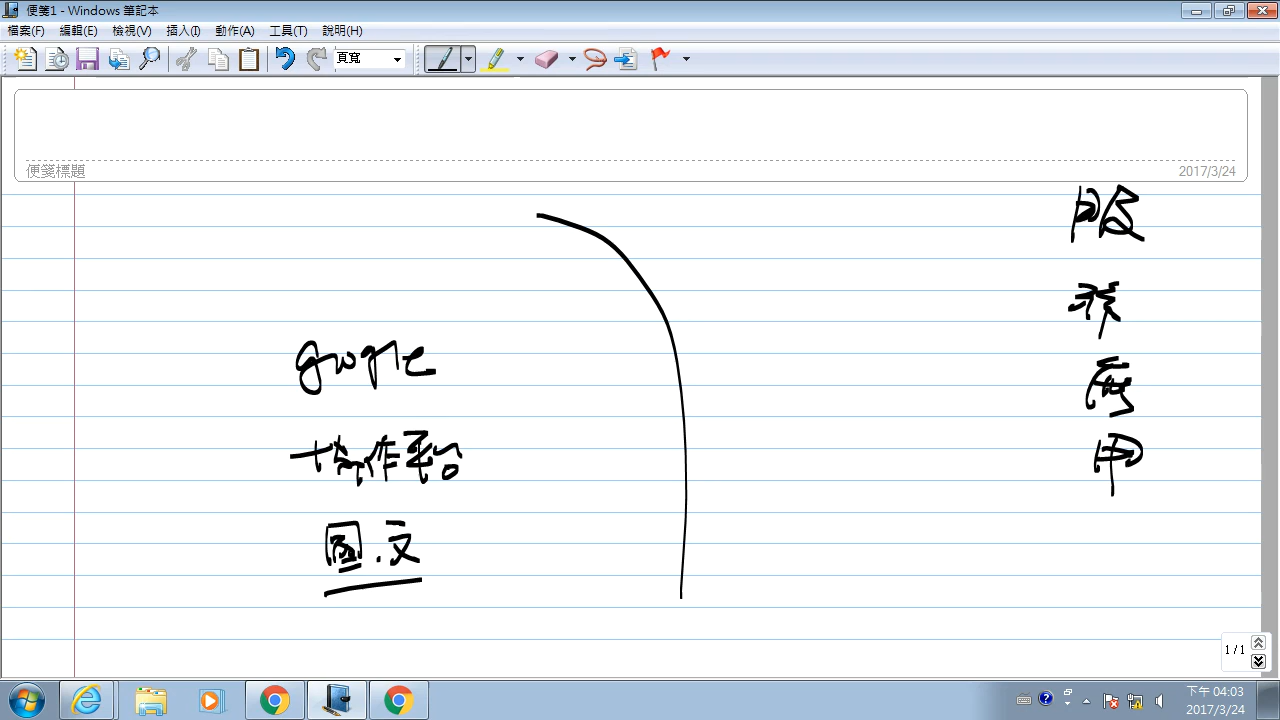 便箋1 - Windows 筆記本
檔案(F) 編輯(E) 檢視(V) 插入(I) 動作(A) 工具(T) 說明(H)
頁寬
便箋標題
2017/3/24
google
協作平台
圖.文
服
務
應
用
1 / 1
下午 04:03
2017/3/24